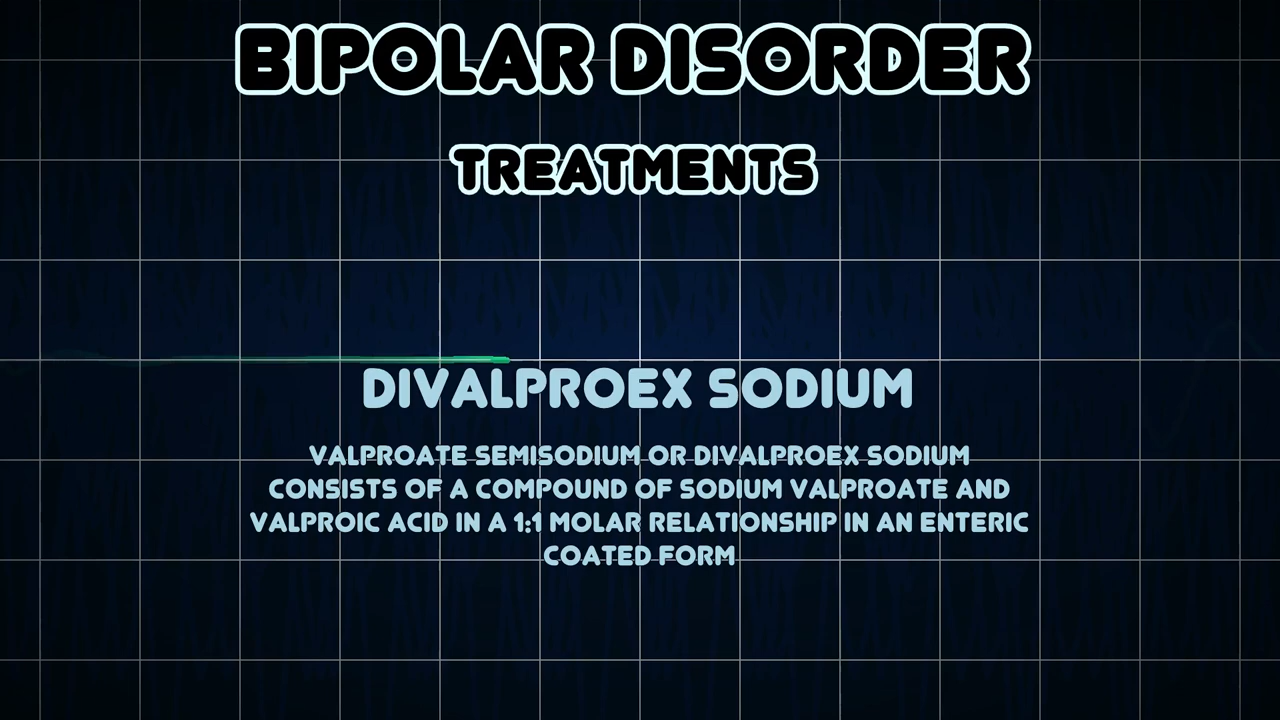 BIPOLAR DISORDER
TREATMENTS
DIVALPROEX SODIUM
VALPROATE SEMISODIUM OR DIVALPROEX SODIUM
CONSISTS OF A COMPOUND OF SODIUM VALPROATE AND
VALPROIC ACID IN A 1:1 MOLAR RELATIONSHIP IN AN ENTERIC
COATED FORM